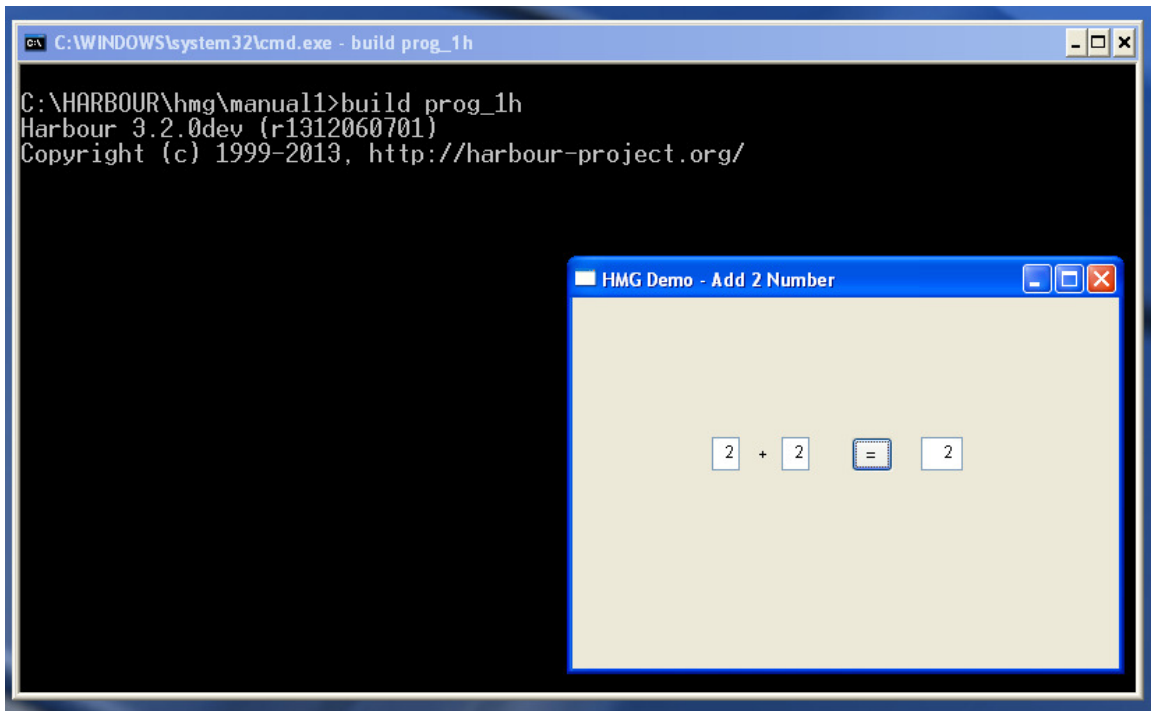 C:\WINDOWS\system32\cmd.exe - build prog_1h
C:\HARBOUR\hmg\manual1>build prog_1h
Harbour 3.2.0dev (r1312060701)
Copyright (c) 1999-2013, http://harbour-project.org/
HMG Demo - Add 2 Number
2 + 2 = 2